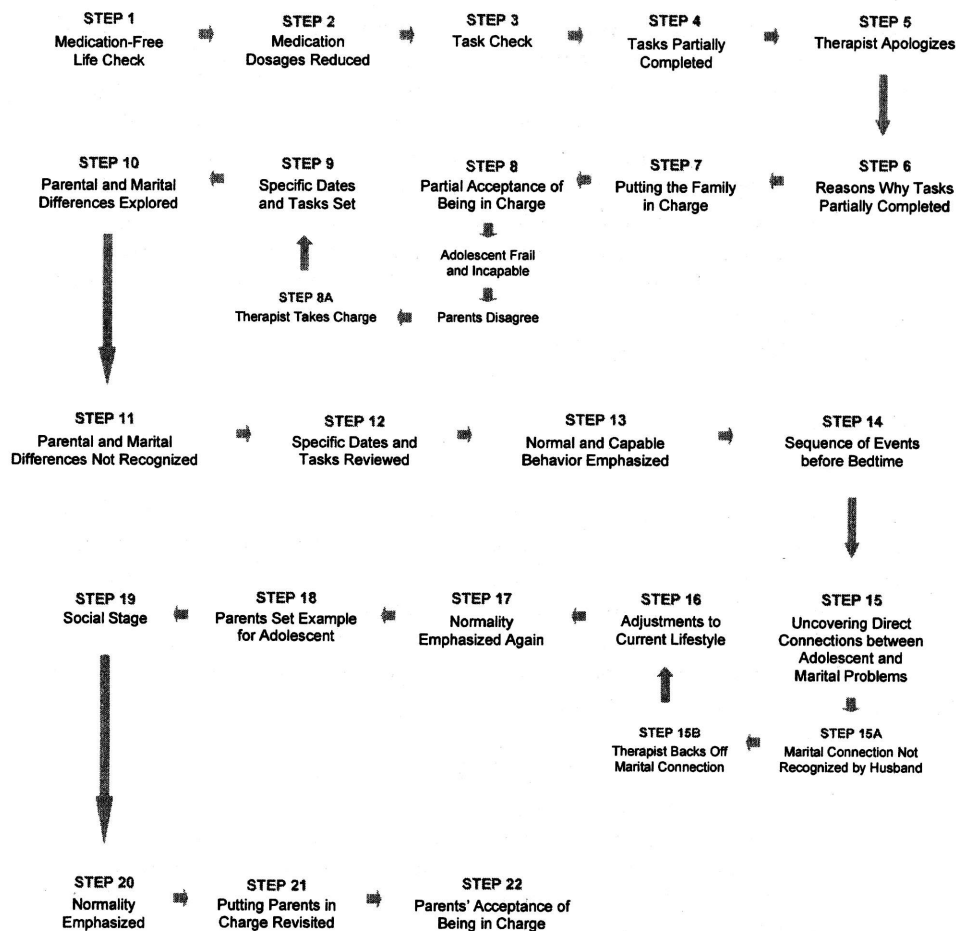 STEP 1
Medication-Free
Life Check
STEP 2
Medication
Dosages Reduced
STEP 3
Task Check
STEP 4
Tasks Partially
Completed
STEP 5
Therapist Apologizes
STEP 6
Reasons Why Tasks
Partially Completed
STEP 7
Putting the Family
in Charge
STEP 8
Partial Acceptance of
Being in Charge
Adolescent Frail
and Incapable
Parents Disagree
STEP 8A
Therapist Takes Charge
STEP 9
Specific Dates
and Tasks Set
STEP 10
Parental and Marital
Differences Explored
STEP 11
Parental and Marital
Differences Not Recognized
STEP 12
Specific Dates and
Tasks Reviewed
STEP 13
Normal and Capable
Behavior Emphasized
STEP 14
Sequence of Events
before Bedtime
STEP 15
Uncovering Direct
Connections between
Adolescent and
Marital Problems
STEP 15A
Marital Connection Not
Recognized by Husband
STEP 15B
Therapist Backs Off
Marital Connection
STEP 16
Adjustments to
Current Lifestyle
STEP 17
Normality
Emphasized Again
STEP 18
Parents Set Example
for Adolescent
STEP 19
Social Stage
STEP 20
Normality
Emphasized
STEP 21
Putting Parents in
Charge Revisited
STEP 22
Parents' Acceptance of
Being in Charge